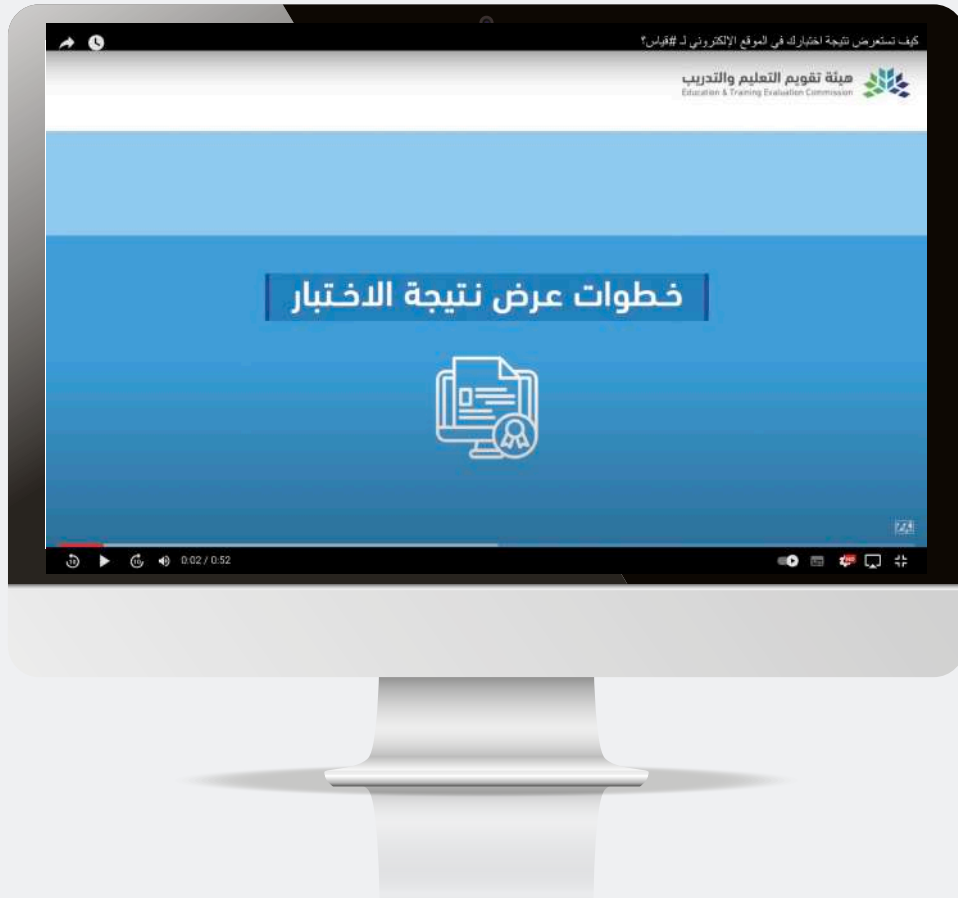 كيف تستعرض نتيجة اختبارك في الموقع الإلكتروني لـ #قياس؟
هيئة تقويم التعليم والتدريب
Education & Training Evaluation Commission
خطوات عرض نتيجة الاختبار
0:02 / 0:52